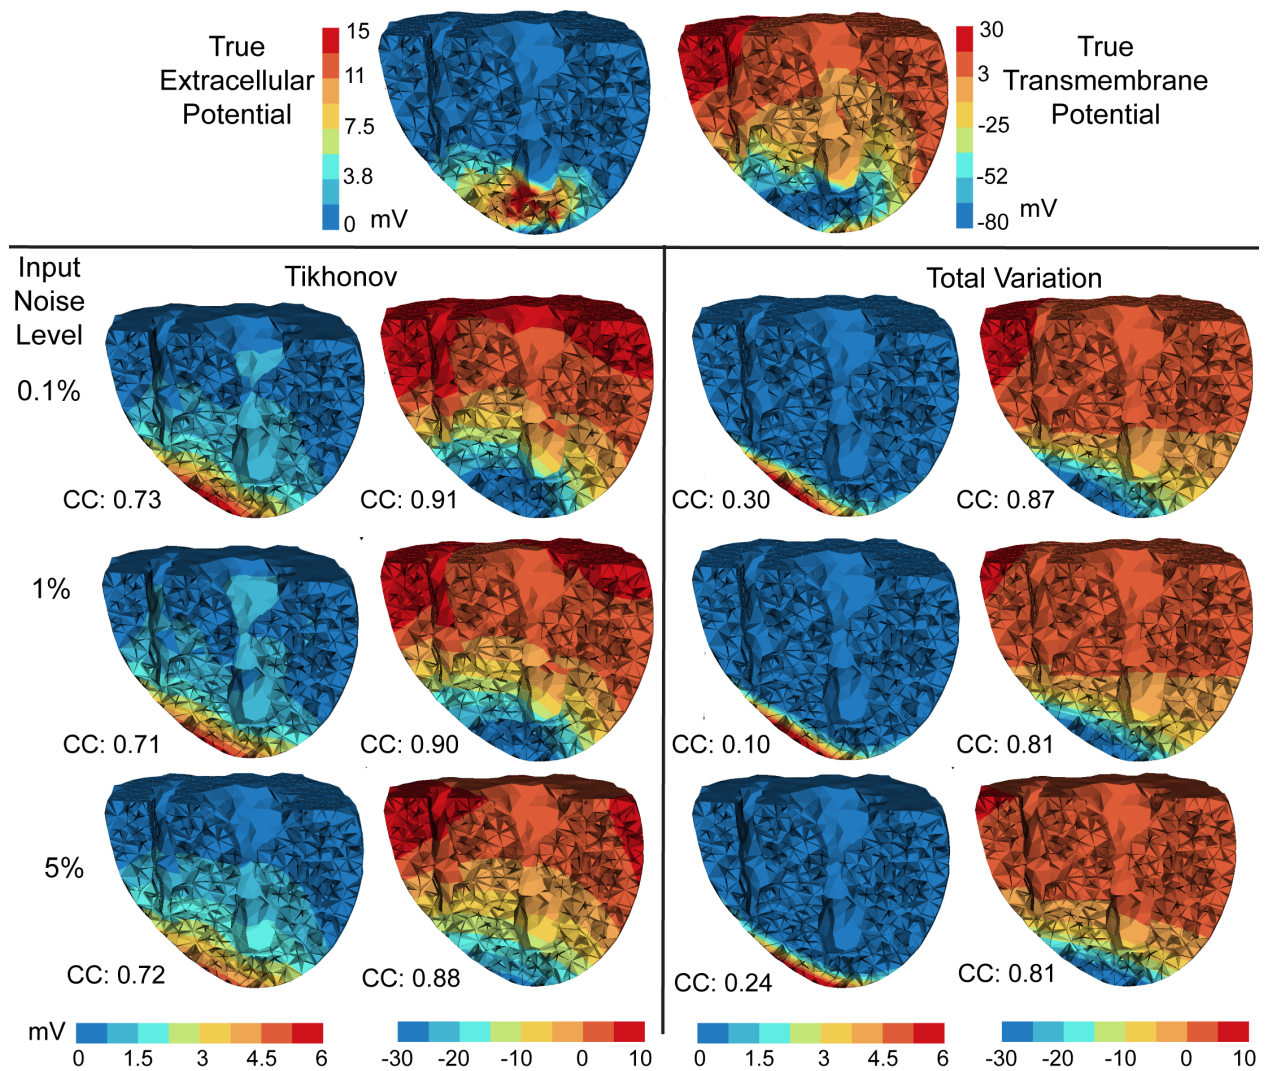 True
Extracellular
Potential
15
11
7.5
3.8
0 mV
30
3
-25
-52
-80 mV
True
Transmembrane
Potential
Input
Noise
Level
Tikhonov
Total Variation
0.1%
CC: 0.73
CC: 0.91
CC: 0.30
CC: 0.87
1%
CC: 0.71
CC: 0.90
CC: 0.10
CC: 0.81
5%
CC: 0.72
CC: 0.88
CC: 0.24
CC: 0.81
mV
0 1.5 3 4.5 6
-30 -20 -10 0 10
0 1.5 3 4.5 6
-30 -20 -10 0 10